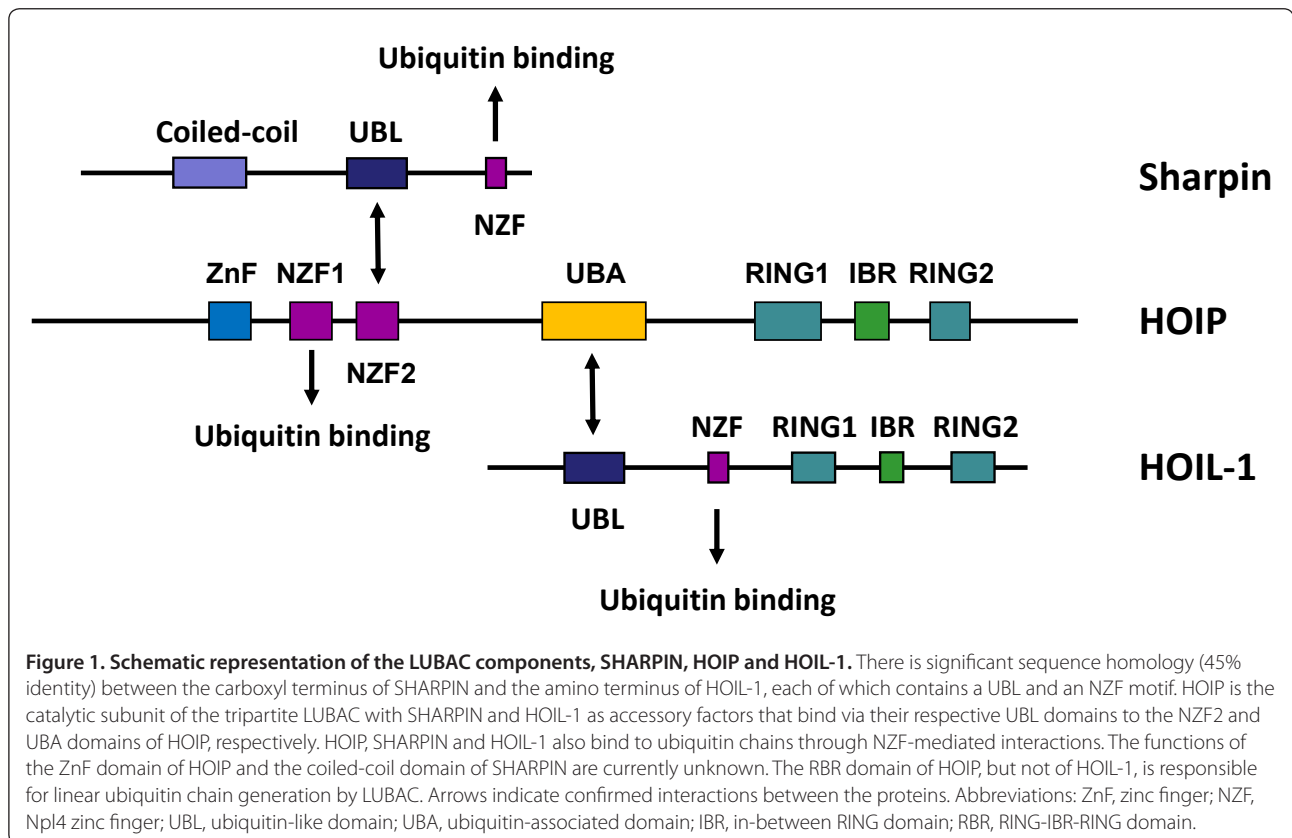 Ubiquitin binding
Coiled-coil UBL
Sharpin
NZF
ZnF NZF1 UBA RING1 IBR RING2
HOIP
NZF2
Ubiquitin binding
NZF RING1 IBR RING2
HOIL-1
UBL
Ubiquitin binding
Figure 1. Schematic representation of the LUBAC components, SHARPIN, HOIP and HOIL-1. There is significant sequence homology (45%
identity) between the carboxyl terminus of SHARPIN and the amino terminus of HOIL-1, each of which contains a UBL and an NZF motif. HOIP is the
catalytic subunit of the tripartite LUBAC with SHARPIN and HOIL-1 as accessory factors that bind via their respective UBL domains to the NZF2 and
UBA domains of HOIP, respectively. HOIP, SHARPIN and HOIL-1 also bind to ubiquitin chains through NZF-mediated interactions. The functions of
the ZnF domain of HOIP and the coiled-coil domain of SHARPIN are currently unknown. The RBR domain of HOIP, but not of HOIL-1, is responsible
for linear ubiquitin chain generation by LUBAC. Arrows indicate confirmed interactions between the proteins. Abbreviations: ZnF, zinc finger; NZF,
Npl4 zinc finger; UBL, ubiquitin-like domain; UBA, ubiquitin-associated domain; IBR, in-between RING domain; RBR, RING-IBR-RING domain.